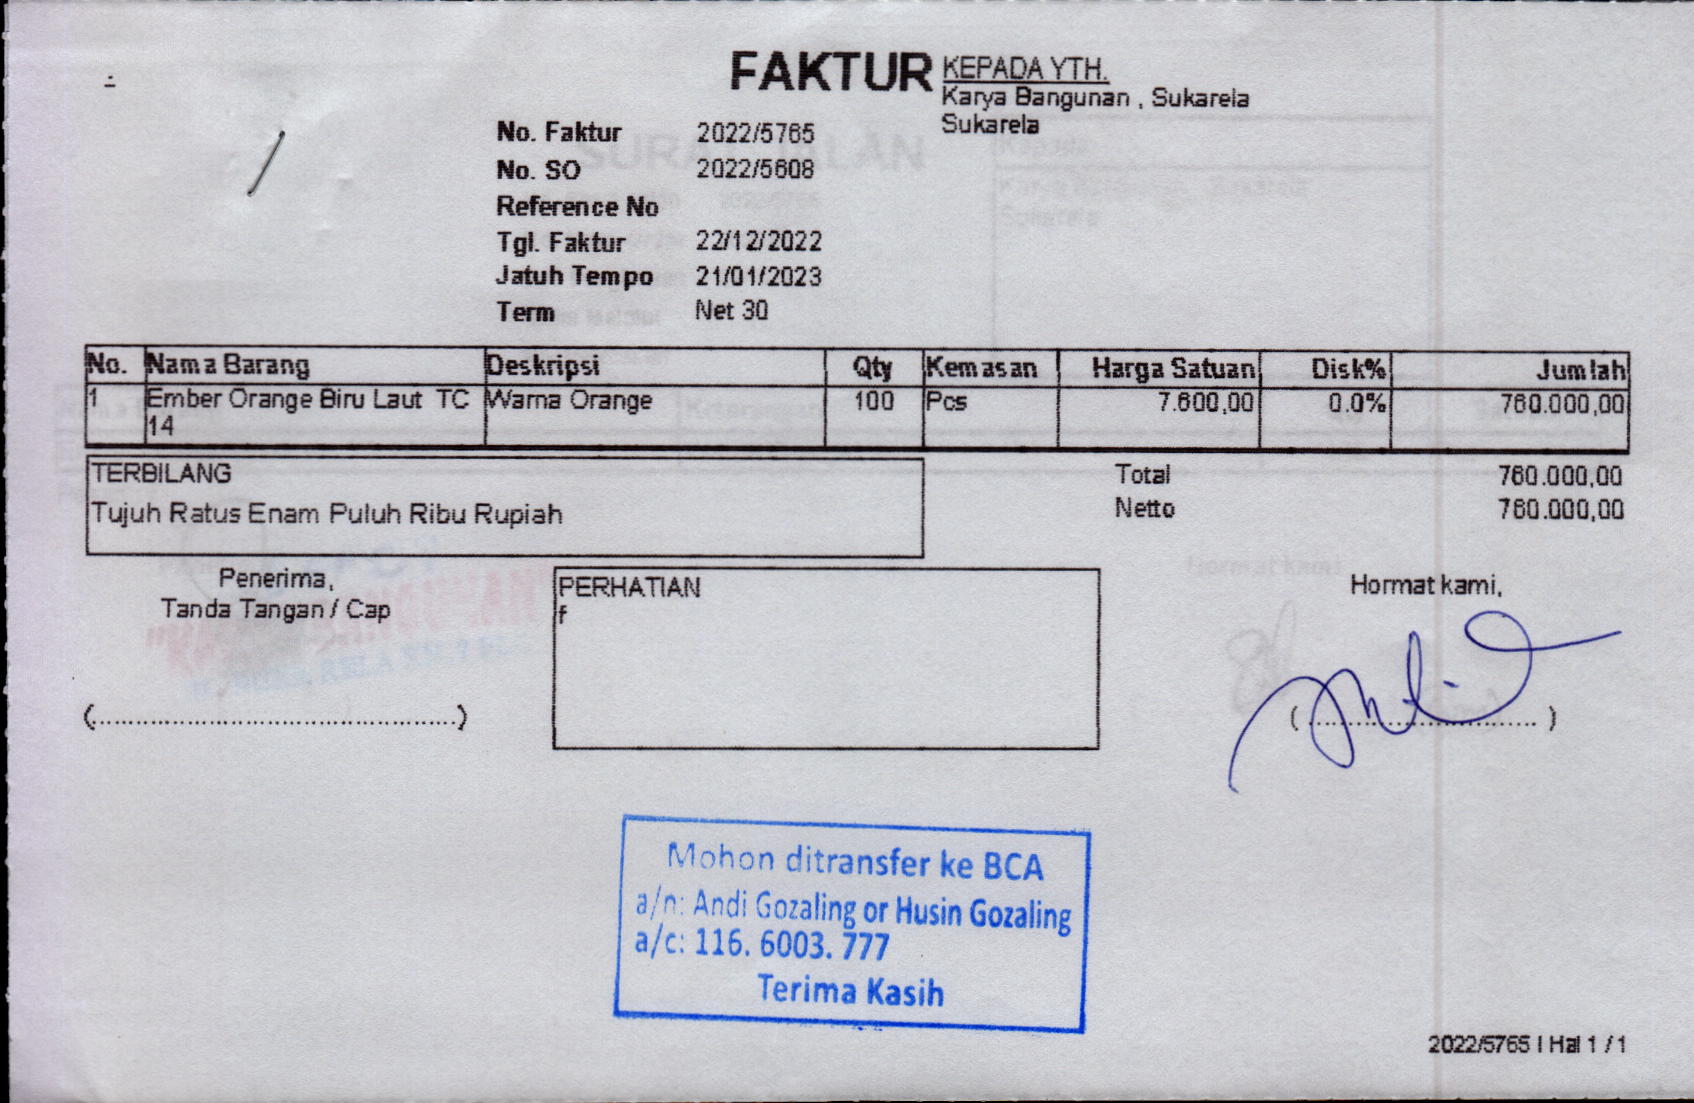 FAKTUR
KEPADA YTH.
Karya Bangunan , Sukarela
Sukarela
No. Faktur 2022/5765
No. SO 2022/5608
Reference No
Tgl. Faktur 22/12/2022
Jatuh Tempo 21/01/2023
Term Net 30
No. Nama Barang Deskripsi Qty Kemasan Harga Satuan Disk% Jumlah
1 Ember Orange Biru Laut TC Warna Orange 100 Pcs 7.600,00 0.0% 760.000,00
14
TERBILANG
Tujuh Ratus Enam Puluh Ribu Rupiah
Total 760.000,00
Netto 760.000,00
Penerima,
Tanda Tangan / Cap
(....................................................)
PERHATIAN
f
Hormat kami,
( ................................. )
Mohon ditransfer ke BCA
a/n: Andi Gozaling or Husin Gozaling
a/c: 116. 6003. 777
Terima Kasih
2022/5765 | Hal 1 / 1